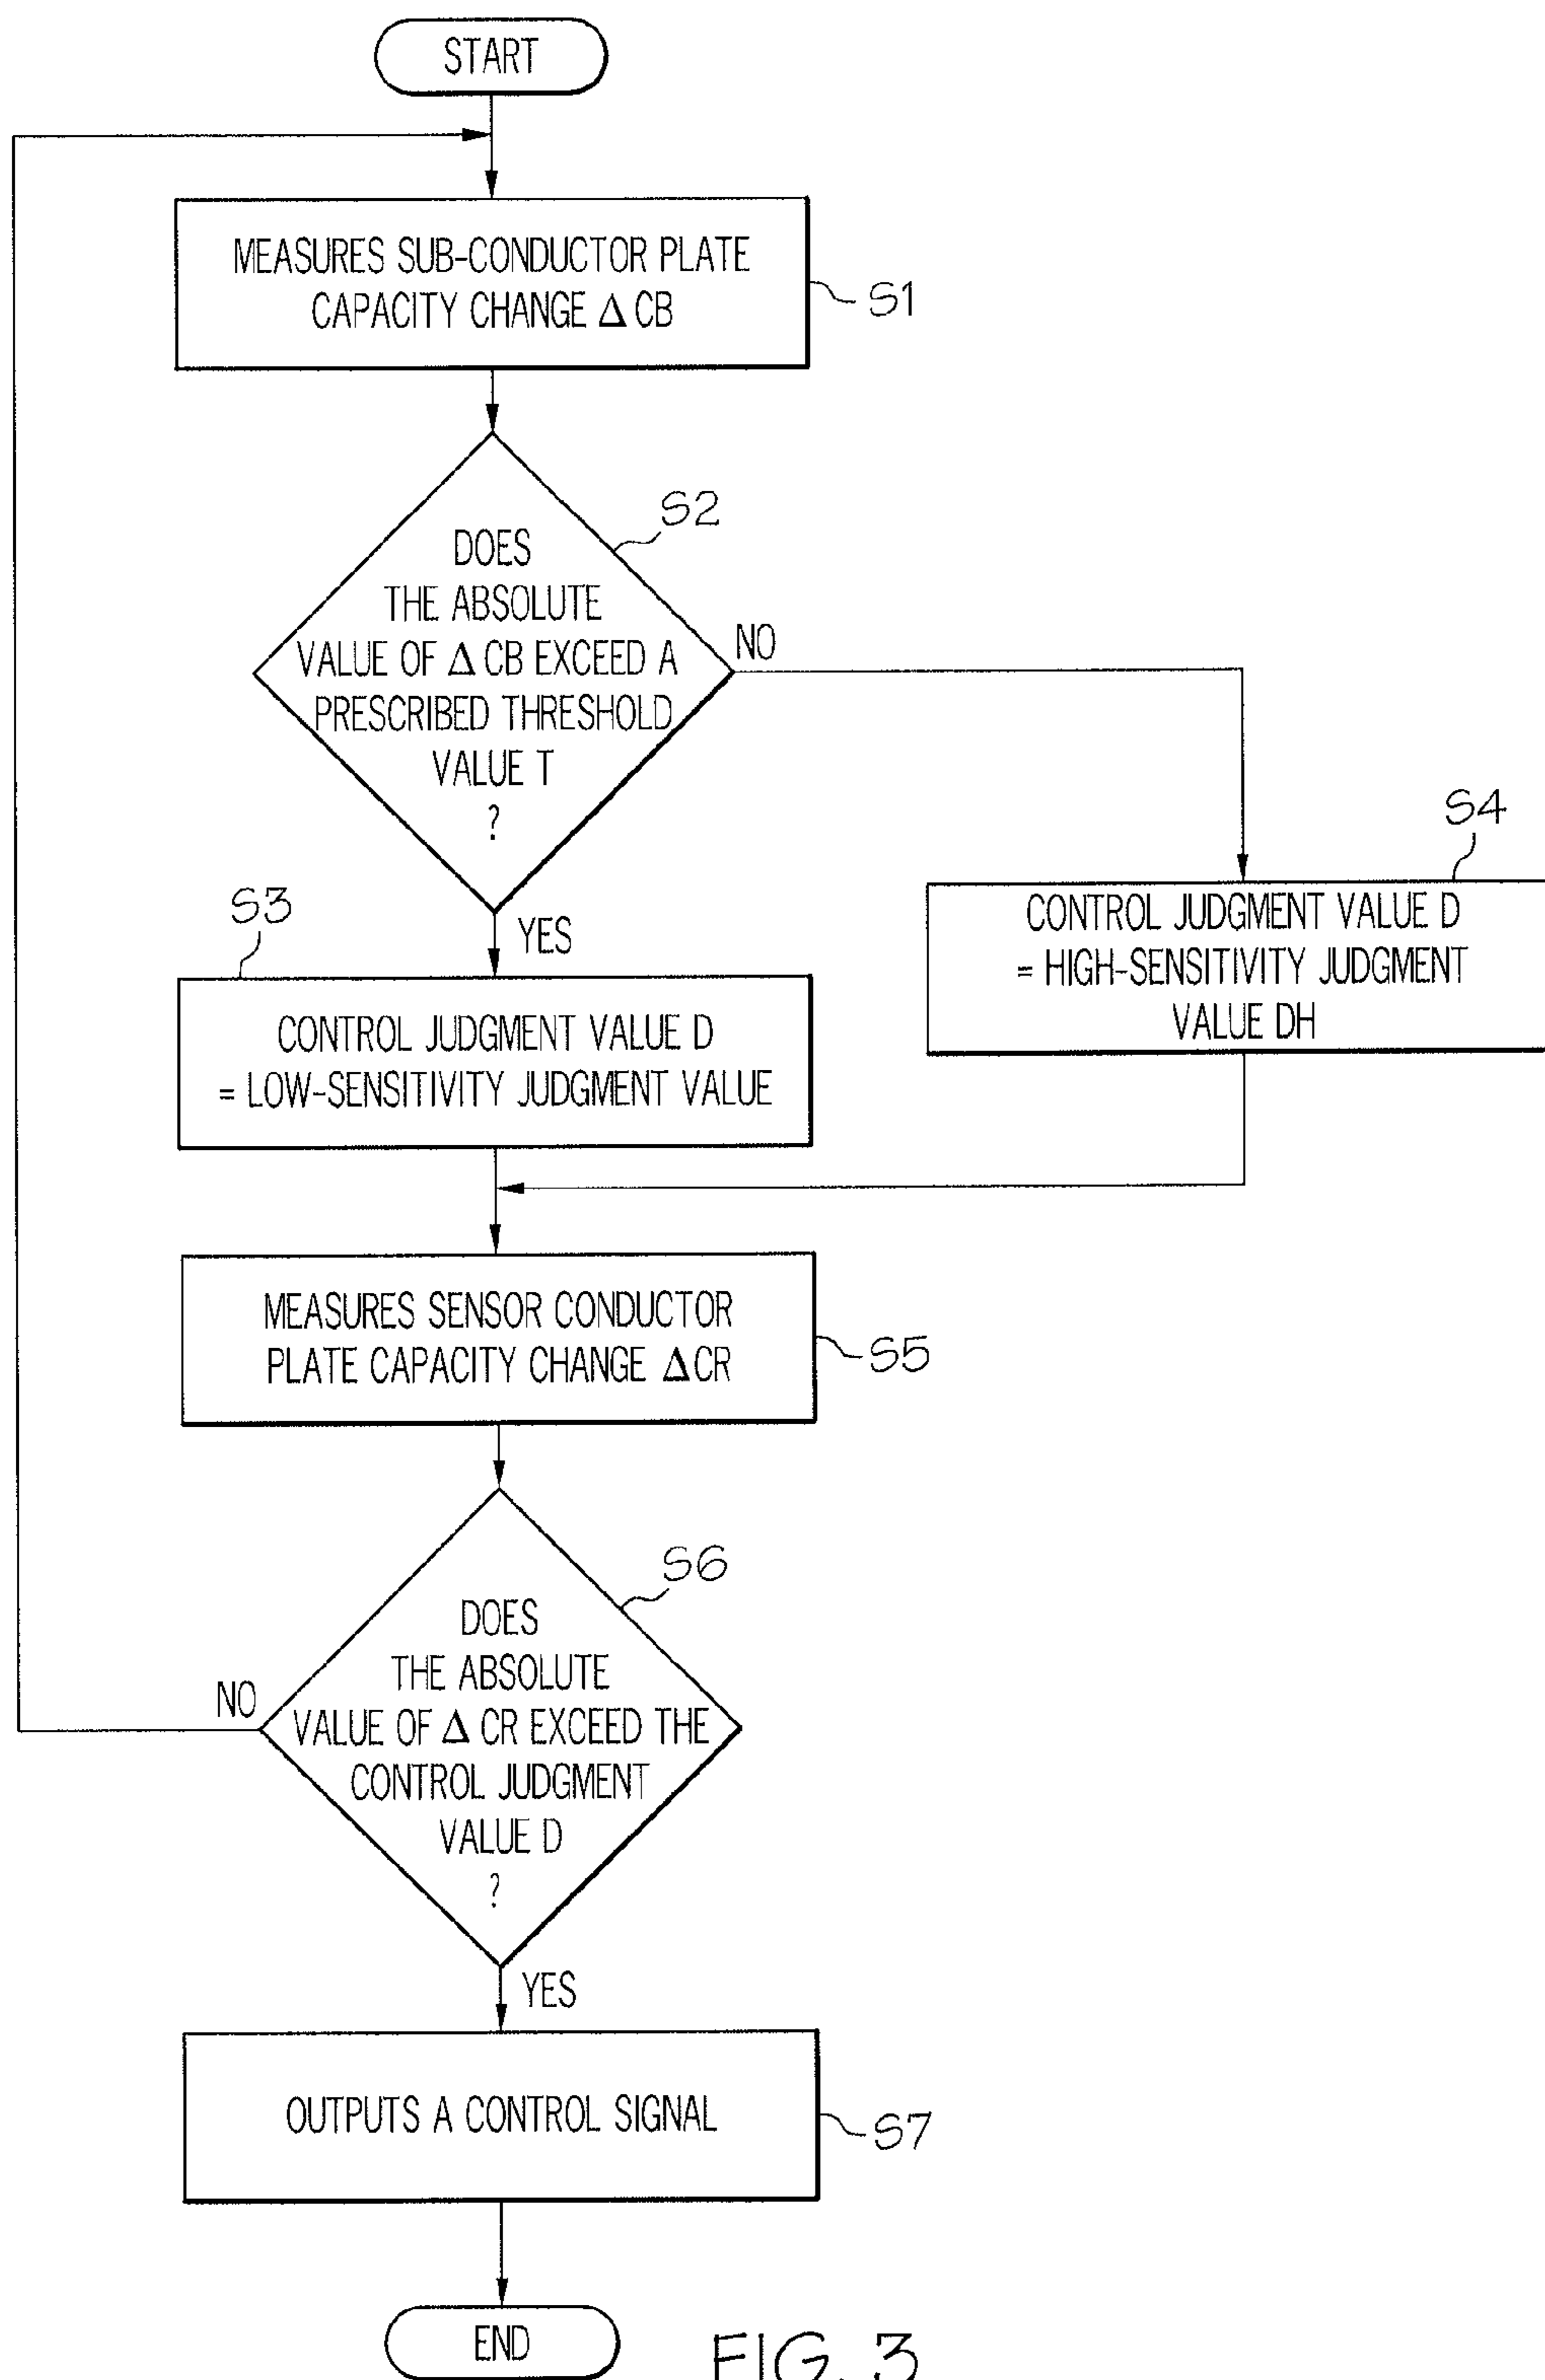 START
MEASURES SUB-CONDUCTOR PLATE
CAPACITY CHANGE Δ CB
S1
S2
DOES
THE ABSOLUTE
VALUE OF Δ CB EXCEED A
PRESCRIBED THRESHOLD
VALUE T
?
NO
YES
S3
CONTROL JUDGMENT VALUE D
= LOW-SENSITIVITY JUDGMENT VALUE
S4
CONTROL JUDGMENT VALUE D
= HIGH-SENSITIVITY JUDGMENT
VALUE DH
MEASURES SENSOR CONDUCTOR
PLATE CAPACITY CHANGE ΔCR
S5
S6
DOES
THE ABSOLUTE
VALUE OF Δ CR EXCEED THE
CONTROL JUDGMENT
VALUE D
?
NO
YES
OUTPUTS A CONTROL SIGNAL
S7
END
FIG. 3